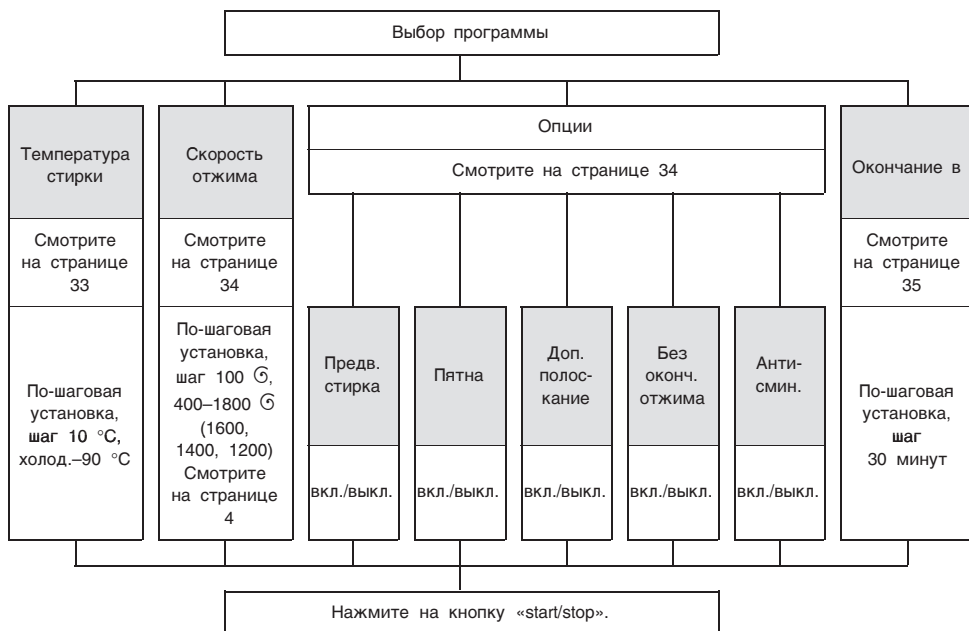 Выбор программы
Температура
стирки
Смотрите
на странице
33
По-шаговая
установка,
шаг 10 °C,
холод.–90 °C
Скорость
отжима
Смотрите
на странице
34
По-шаговая
установка,
шаг 100 ,
400–1800 
(1600,
1400, 1200)
Смотрите
на странице
4
Опции
Смотрите на странице 34
Предв.
стирка
вкл./выкл.
Пятна
вкл./выкл.
Доп.
полос-
кание
вкл./выкл.
Без
оконч.
отжима
вкл./выкл.
Анти-
смин.
вкл./выкл.
Окончание в
Смотрите
на странице
35
По-шаговая
установка,
шаг
30 минут
Нажмите на кнопку «start/stop».